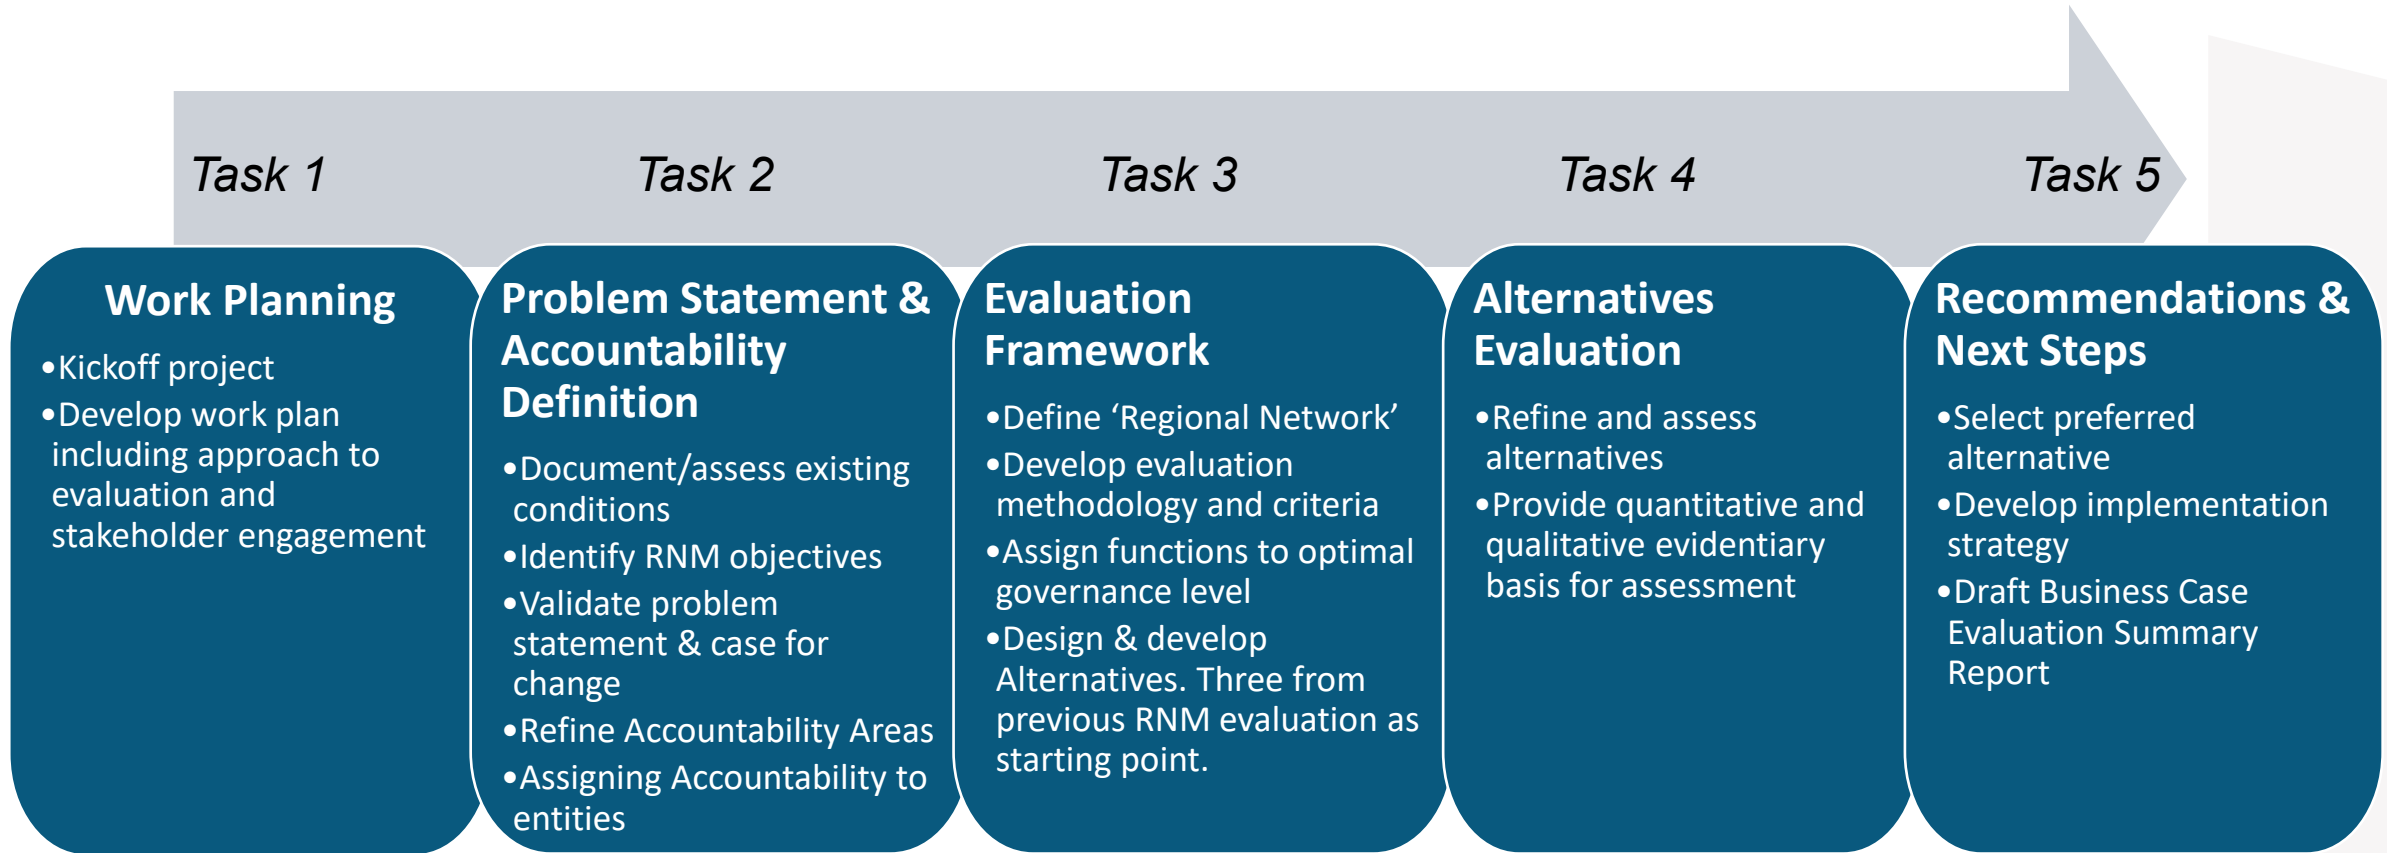 Task 1
Task 2
Task 3
Task 4
Task 5
Work Planning
•Kickoff project
•Develop work plan
including approach to
evaluation and
stakeholder engagement
Problem Statement &
Accountability
Definition
•Document/assess existing
conditions
•Identify RNM objectives
•Validate problem
statement & case for
change
•Refine Accountability Areas
•Assigning Accountability to
entities
Evaluation
Framework
•Define ‘Regional Network’
•Develop evaluation
methodology and criteria
•Assign functions to optimal
governance level
•Design & develop
Alternatives. Three from
previous RNM evaluation as
starting point.
Alternatives
Evaluation
•Refine and assess
alternatives
•Provide quantitative and
qualitative evidentiary
basis for assessment
Recommendations &
Next Steps
•Select preferred
alternative
•Develop implementation
strategy
•Draft Business Case
Evaluation Summary
Report